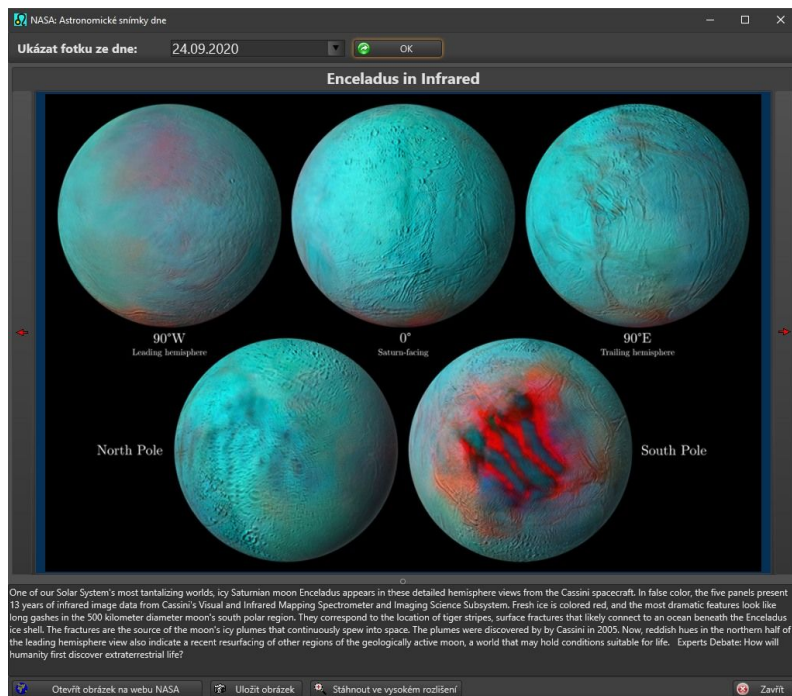 NASA: Astronomické snímky dne
Ukázat fotku ze dne:
24.09.2020
OK
Enceladus in Infrared
90°W
Leading hemisphere
0°
Saturn-facing
90°E
Trailing hemisphere
North Pole
South Pole
One of our Solar System's most tantalizing worlds, icy Saturnian moon Enceladus appears in these detailed hemisphere views from the Cassini spacecraft. In false color, the five panels present
13 years of infrared image data from Cassini's Visual and Infrared Mapping Spectrometer and Imaging Science Subsystem. Fresh ice is colored red, and the most dramatic features look like
long gashes in the 500 kilometer diameter moon's south polar region. They correspond to the location of tiger stripes, surface fractures that likely connect to an ocean beneath the Enceladus
ice shell. The fractures are the source of the moon's icy plumes that continuously spew into space. The plumes were discovered by by Cassini in 2005. Now, reddish hues in the northern half of
the leading hemisphere view also indicate a recent resurfacing of other regions of the geologically active moon, a world that may hold conditions suitable for life. Experts Debate: How will
humanity first discover extraterrestrial life?
Otevřít obrázek na webu NASA
Uložit obrázek
Stáhnout ve vysokém rozlišení
Zavřít